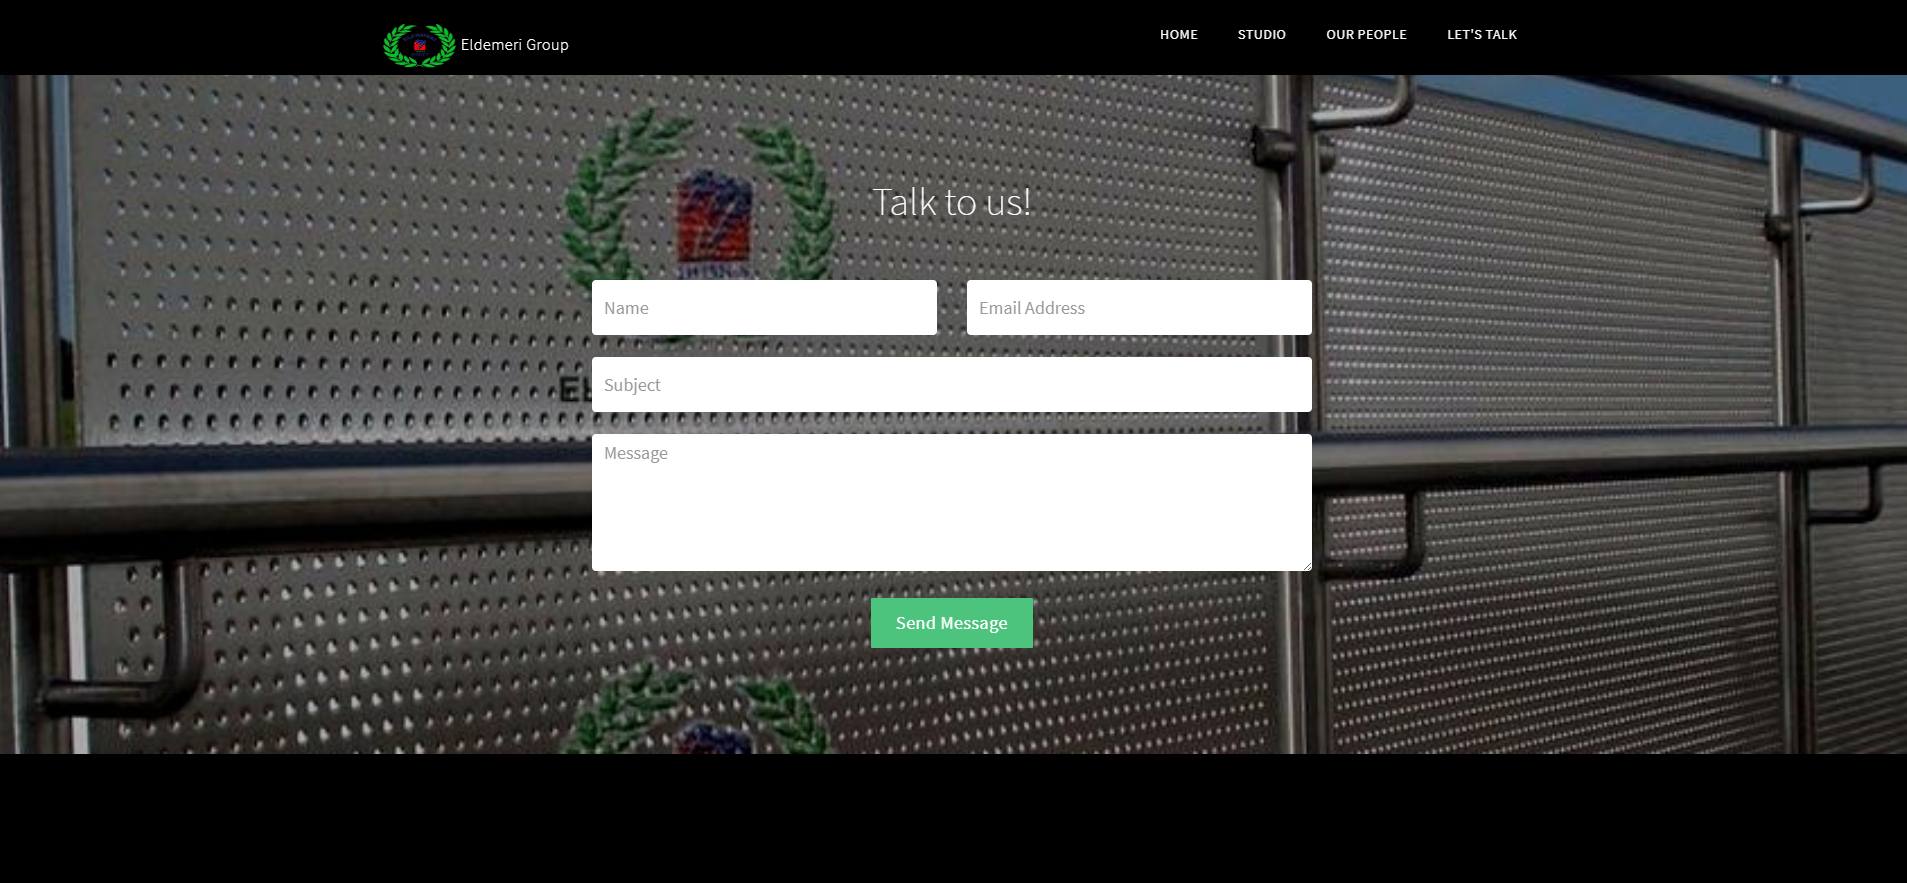 Eldemeri Group
HOME
STUDIO
OUR PEOPLE
LET'S TALK
Talk to us!
Name
Email Address
Subject
Message
Send Message